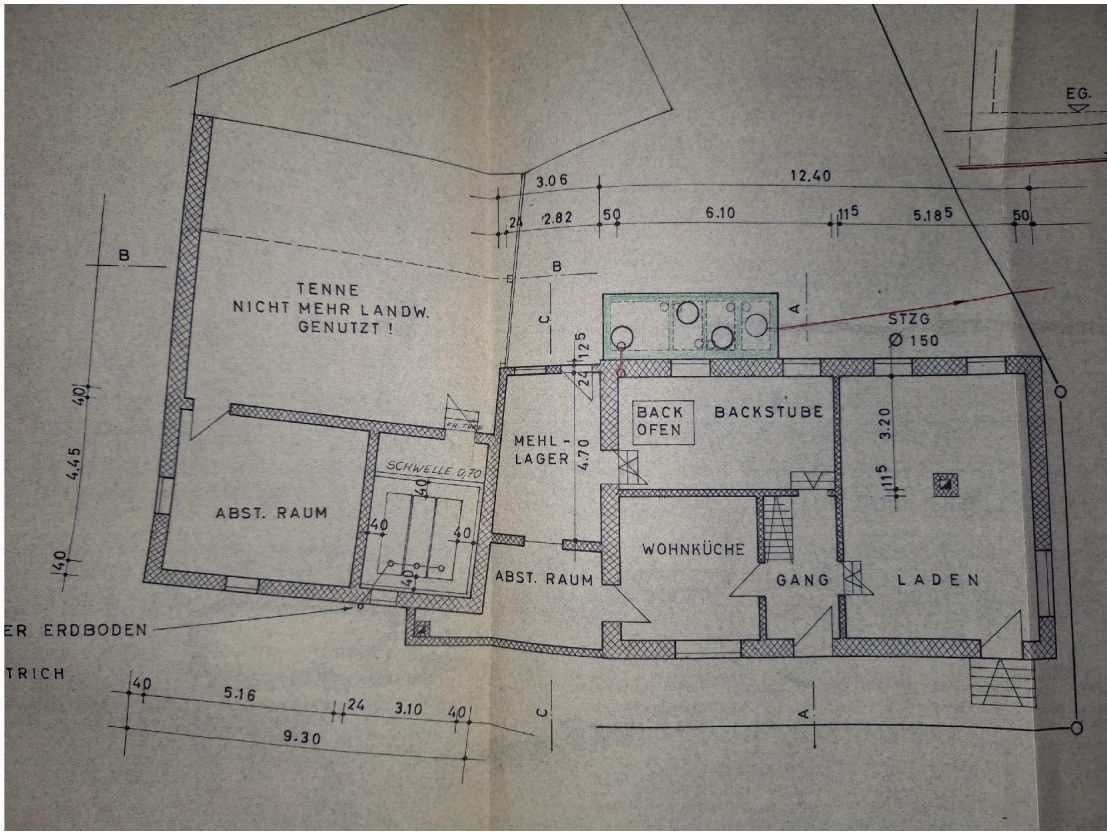 EG.
3.06
12.40
24
2.82
50
6.10
11⁵
5.18⁵
50
B
B
TENNE
NICHT MEHR LANDW.
GENUTZT !
C
A
STZG
Ø 150
12⁵
24
40
4.45
40
FH. TÜRE
SCHWELLE 0,70
MEHL-
LAGER
4.70
BACK
OFEN
BACKSTUBE
3.20
11⁵
ABST. RAUM
40
40
40
40
WOHNKÜCHE
ABST. RAUM
GANG
LADEN
ER ERDBODEN
TRICH
40
5.16
24
3.10
40
9.30
C
A